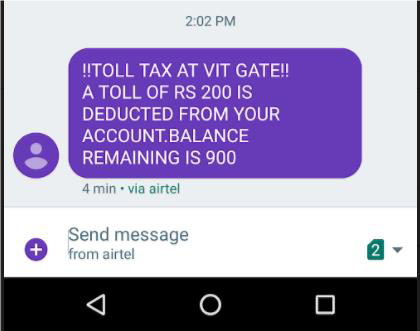 2:02 PM
!!TOLL TAX AT VIT GATE!!
A TOLL OF RS 200 IS
DEDUCTED FROM YOUR
ACCOUNT.BALANCE
REMAINING IS 900
4 min • via airtel
Send message
from airtel
2